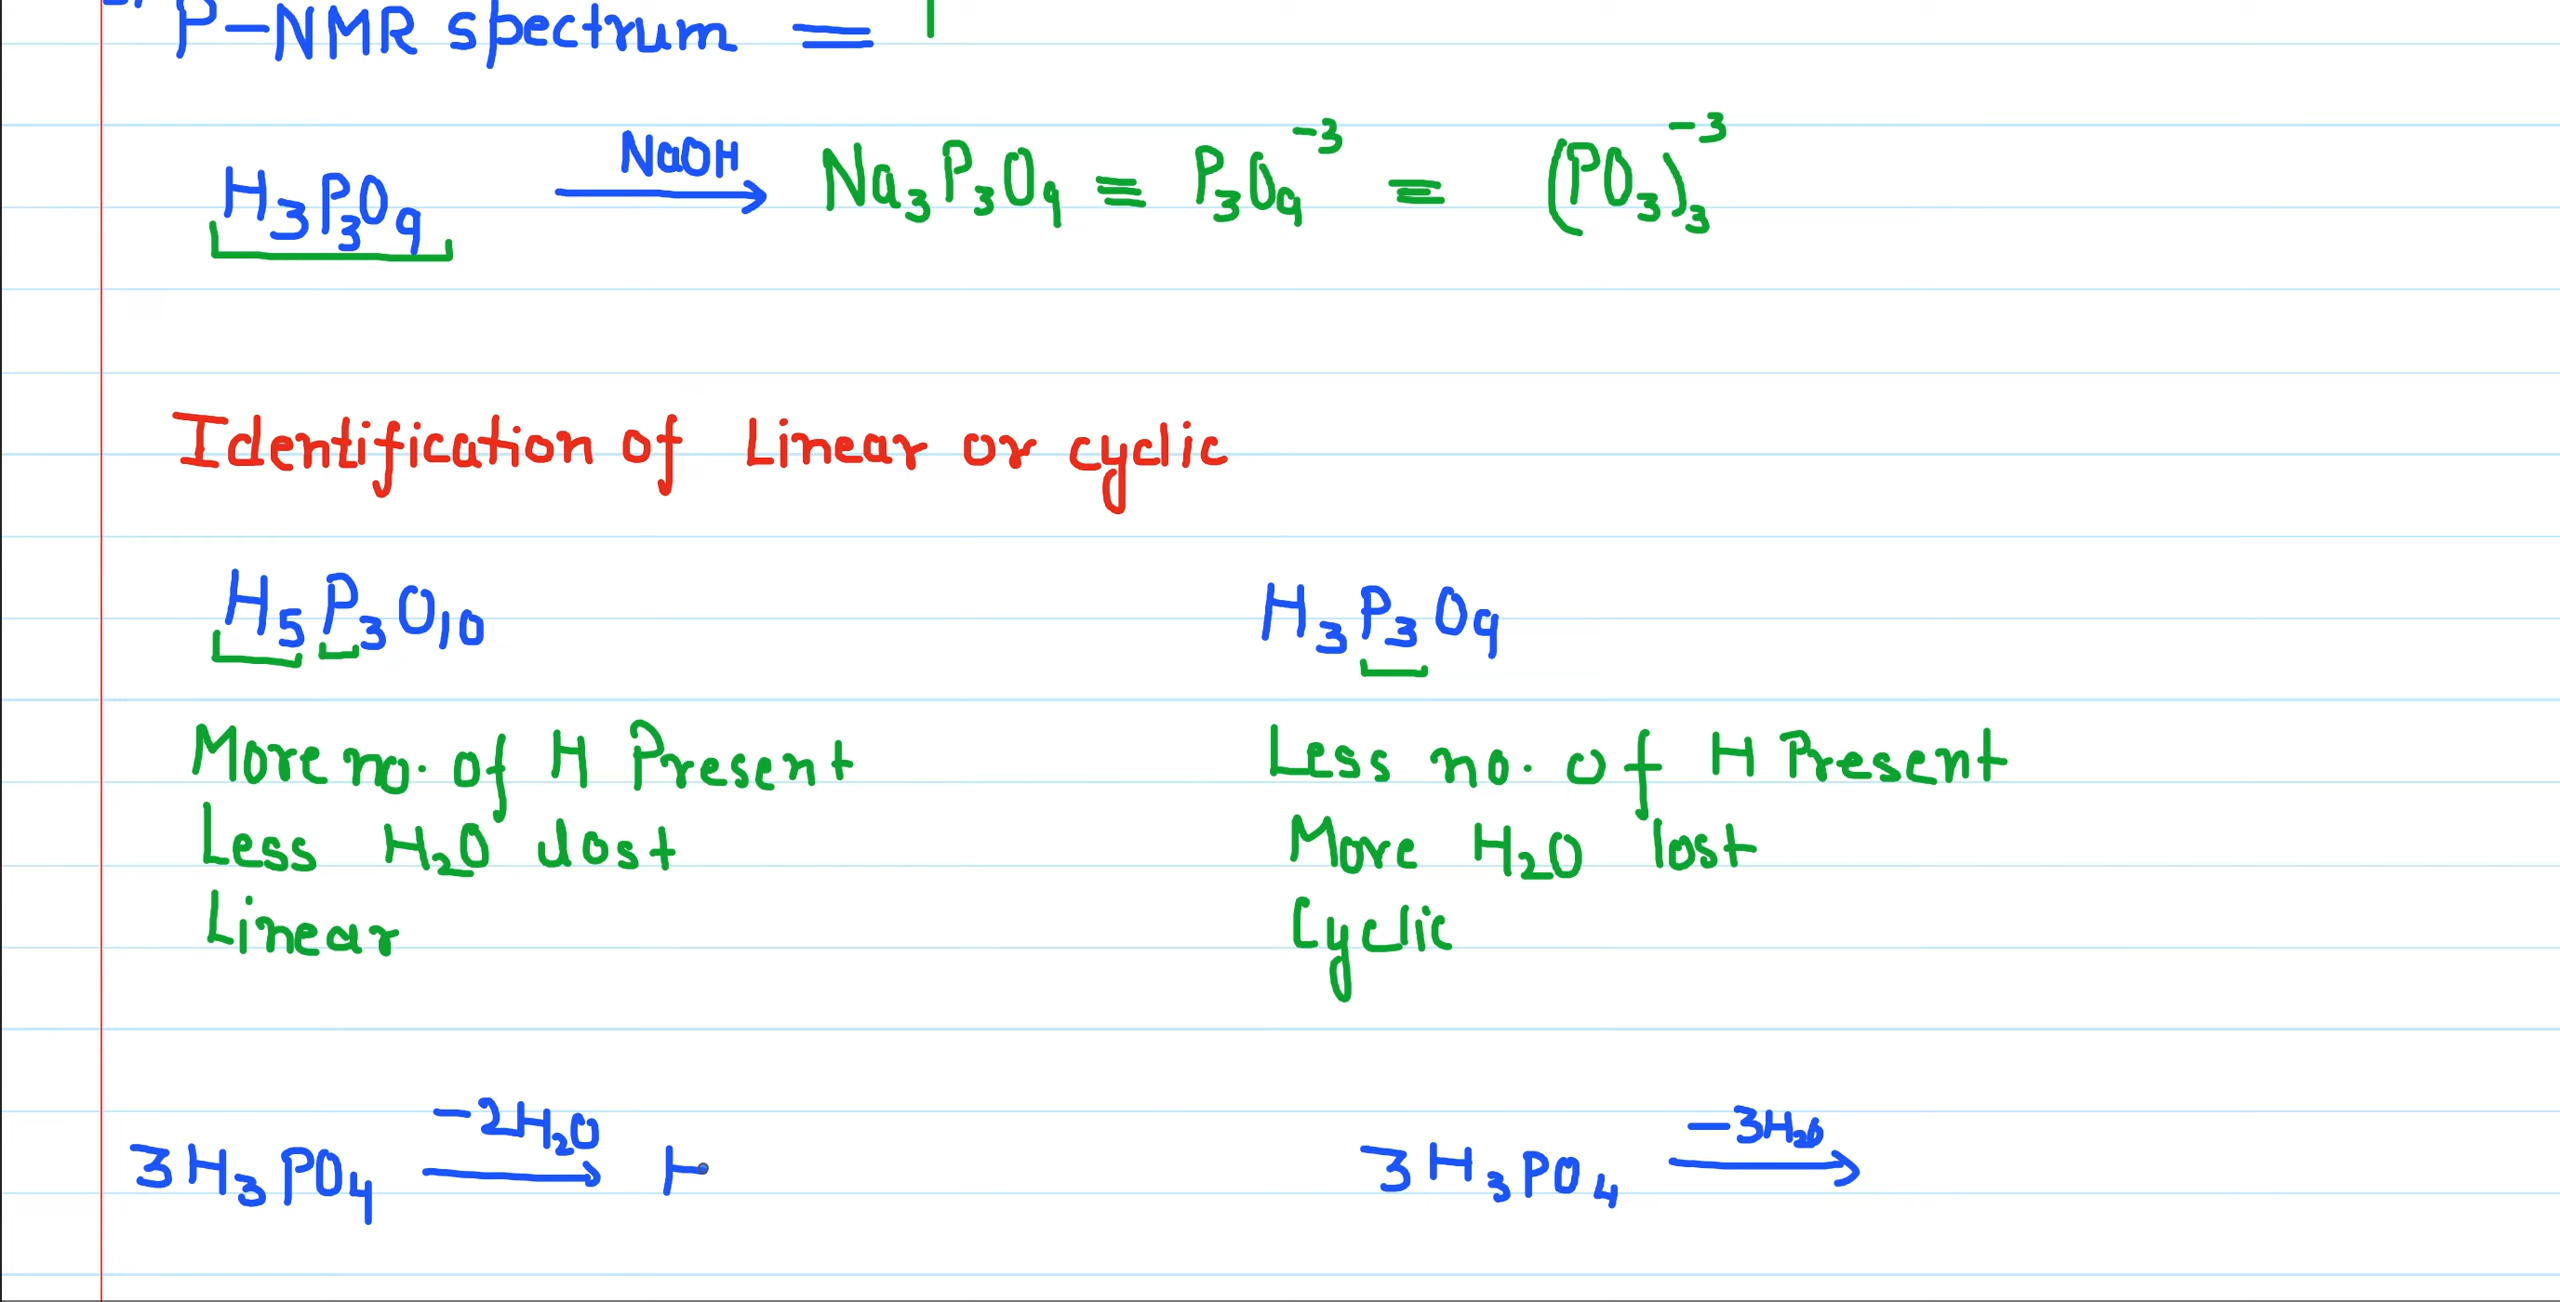 P-NMR spectrum =
H₃P₃O₉ NaOH → Na₃P₃O₉ ≡ P₃O₉⁻³ ≡ (PO₃)₃⁻³
Identification of Linear or cyclic
H₅P₃O₁₀ H₃P₃O₉
More no. of H Present Less no. of H Present
Less H₂O lost More H₂O lost
Linear Cyclic
3H₃PO₄ -2H₂O → 3H₃PO₄ -3H₂O →